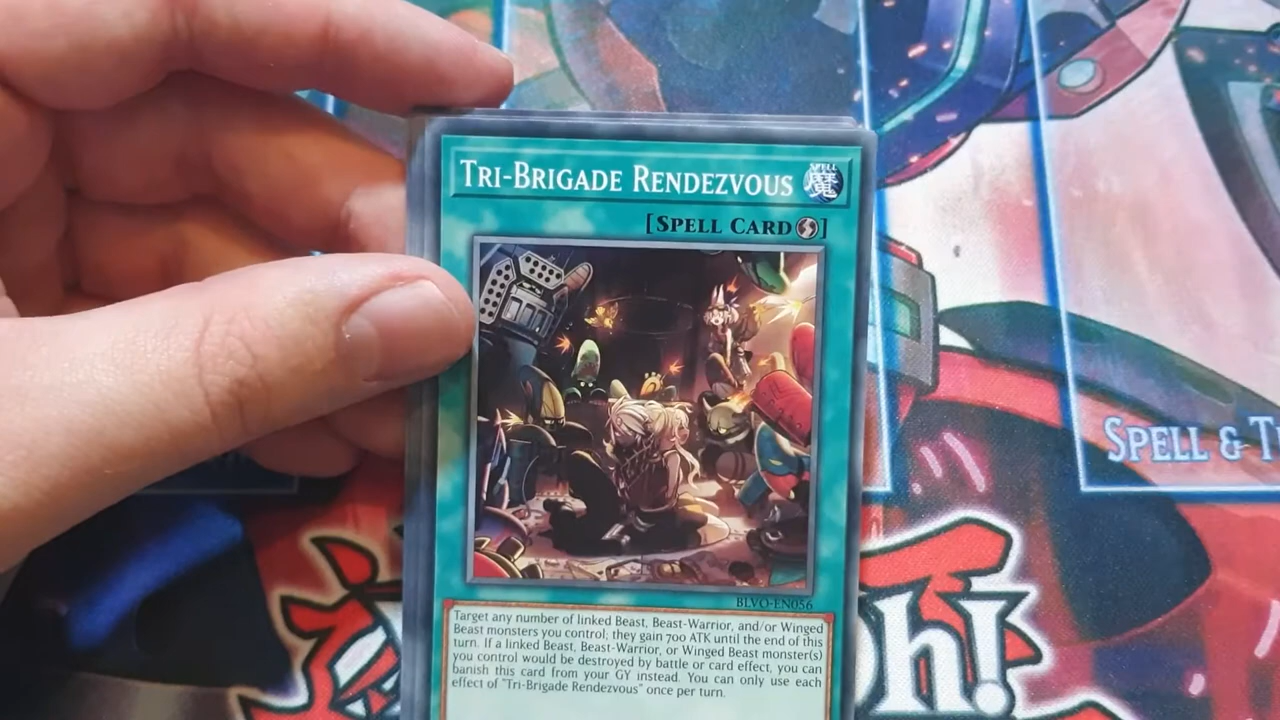 TRI-BRIGADE RENDEZVOUS
SPELL
魔
[SPELL CARD]
BLVO-EN056
Target any number of linked Beast, Beast-Warrior, and/or Winged
Beast monsters you control; they gain 700 ATK until the end of this
turn. If a linked Beast, Beast-Warrior, or Winged Beast monster(s)
you control would be destroyed by battle or card effect, you can
banish this card from your GY instead. You can only use each
effect of "Tri-Brigade Rendezvous" once per turn.
SPELL & T
oh!